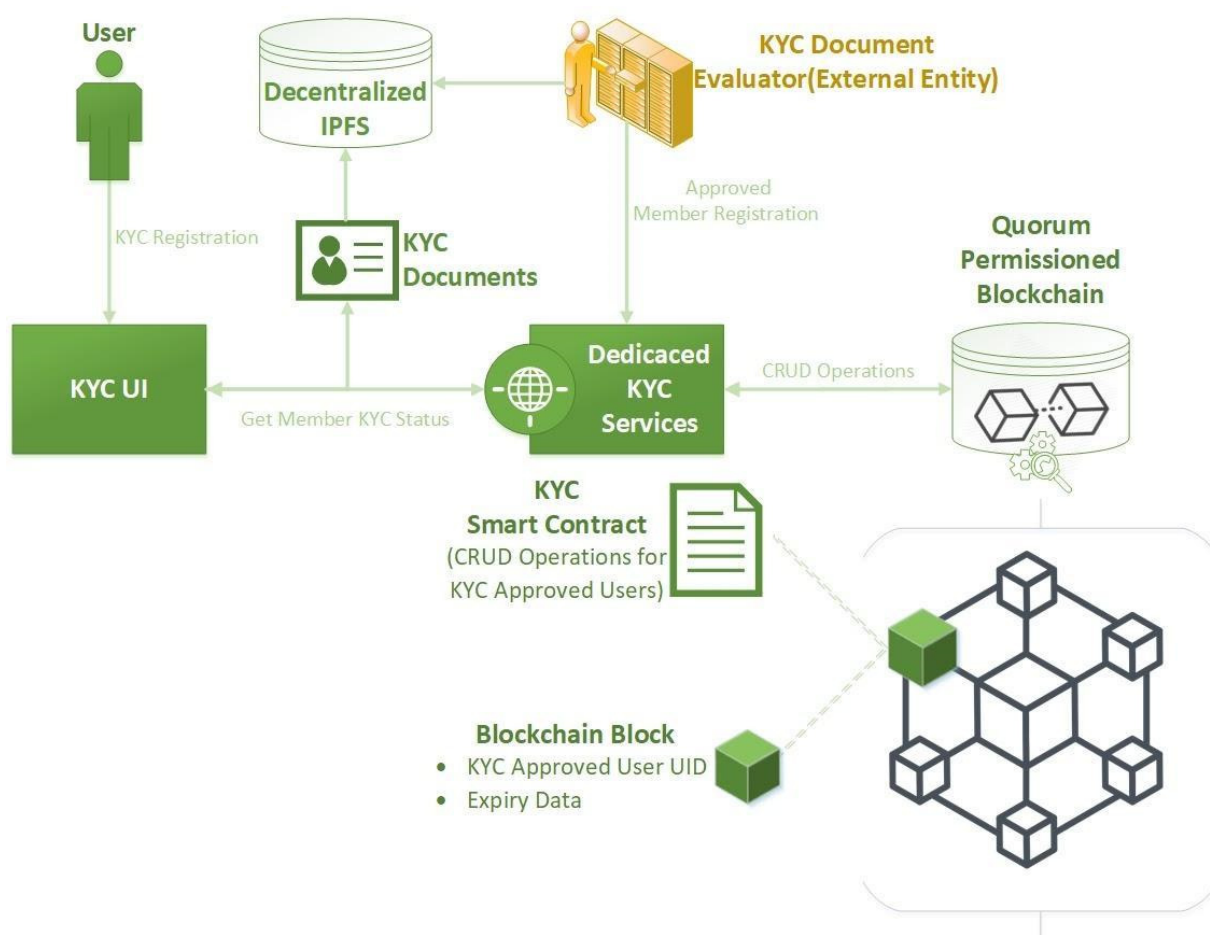 User
Decentralized
IPFS
KYC Document
Evaluator(External Entity)
KYC Registration
KYC
Documents
Approved
Member Registration
Quorum
Permissioned
Blockchain
KYC UI
Get Member KYC Status
Dedicaced
KYC
Services
CRUD Operations
KYC
Smart Contract
(CRUD Operations for
KYC Approved Users)
Blockchain Block
• KYC Approved User UID
• Expiry Data